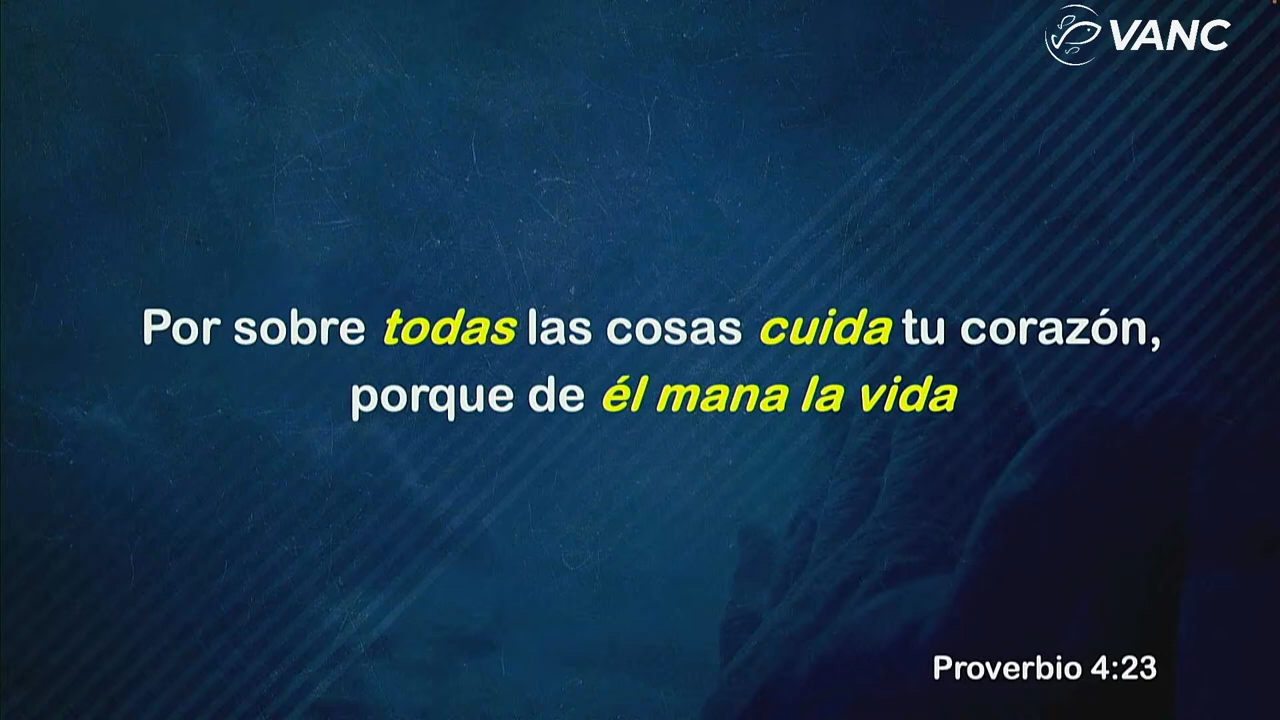 VANC
Por sobre todas las cosas cuida tu corazón,
porque de él mana la vida
Proverbio 4:23